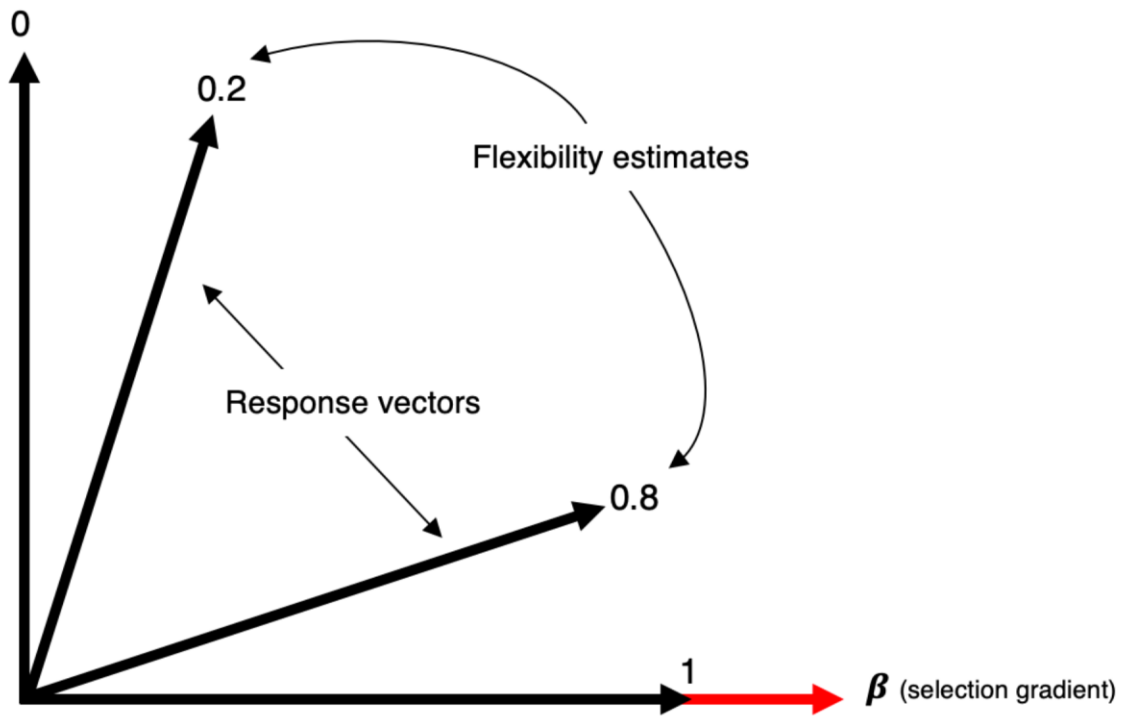 0
0.2
Flexibility estimates
Response vectors
0.8
1
β (selection gradient)